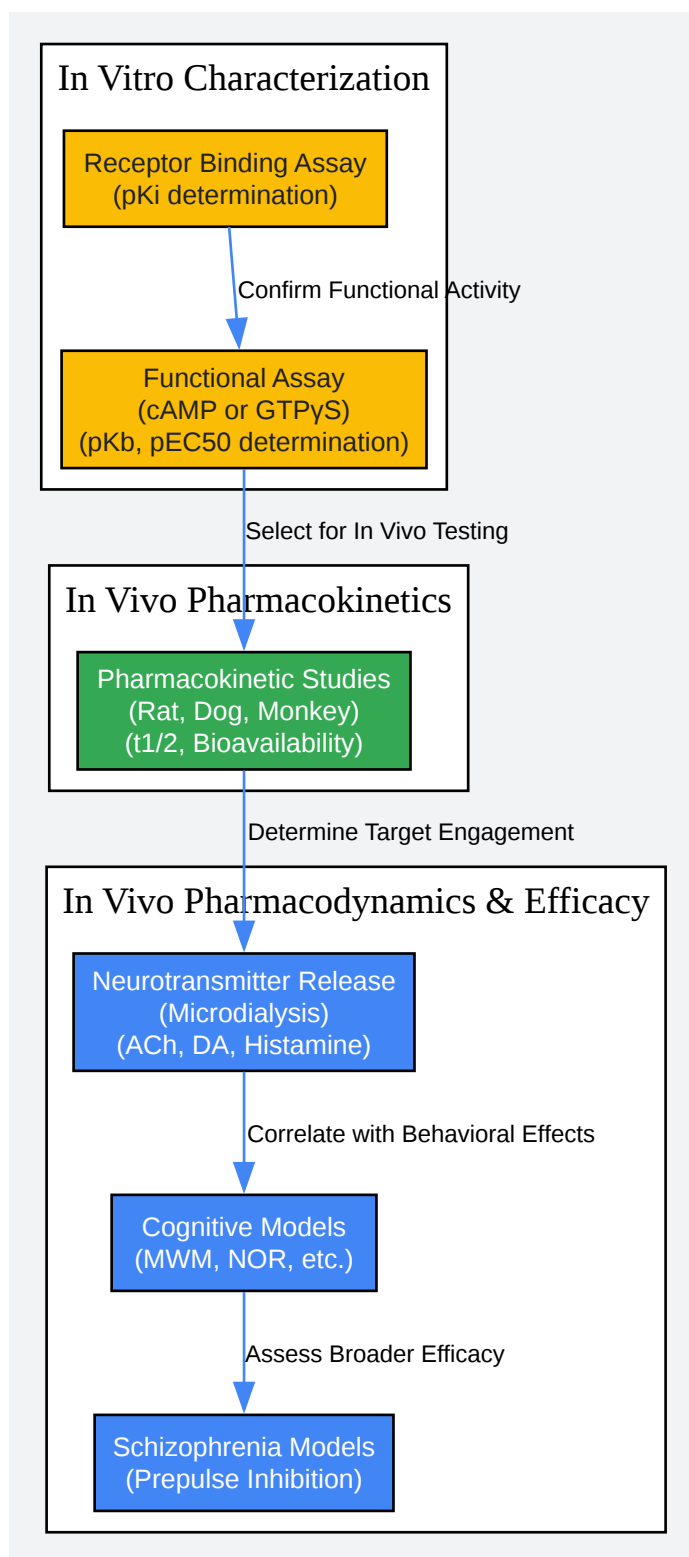 In Vitro Characterization
Receptor Binding Assay
(pKi determination)
Confirm Functional Activity
Functional Assay
(cAMP or GTPγS)
(pKb, pEC50 determination)
Select for In Vivo Testing
In Vivo Pharmacokinetics
Pharmacokinetic Studies
(Rat, Dog, Monkey)
(t1/2, Bioavailability)
Determine Target Engagement
In Vivo Pharmacodynamics & Efficacy
Neurotransmitter Release
(Microdialysis)
(ACh, DA, Histamine)
Correlate with Behavioral Effects
Cognitive Models
(MWM, NOR, etc.)
Assess Broader Efficacy
Schizophrenia Models
(Prepulse Inhibition)